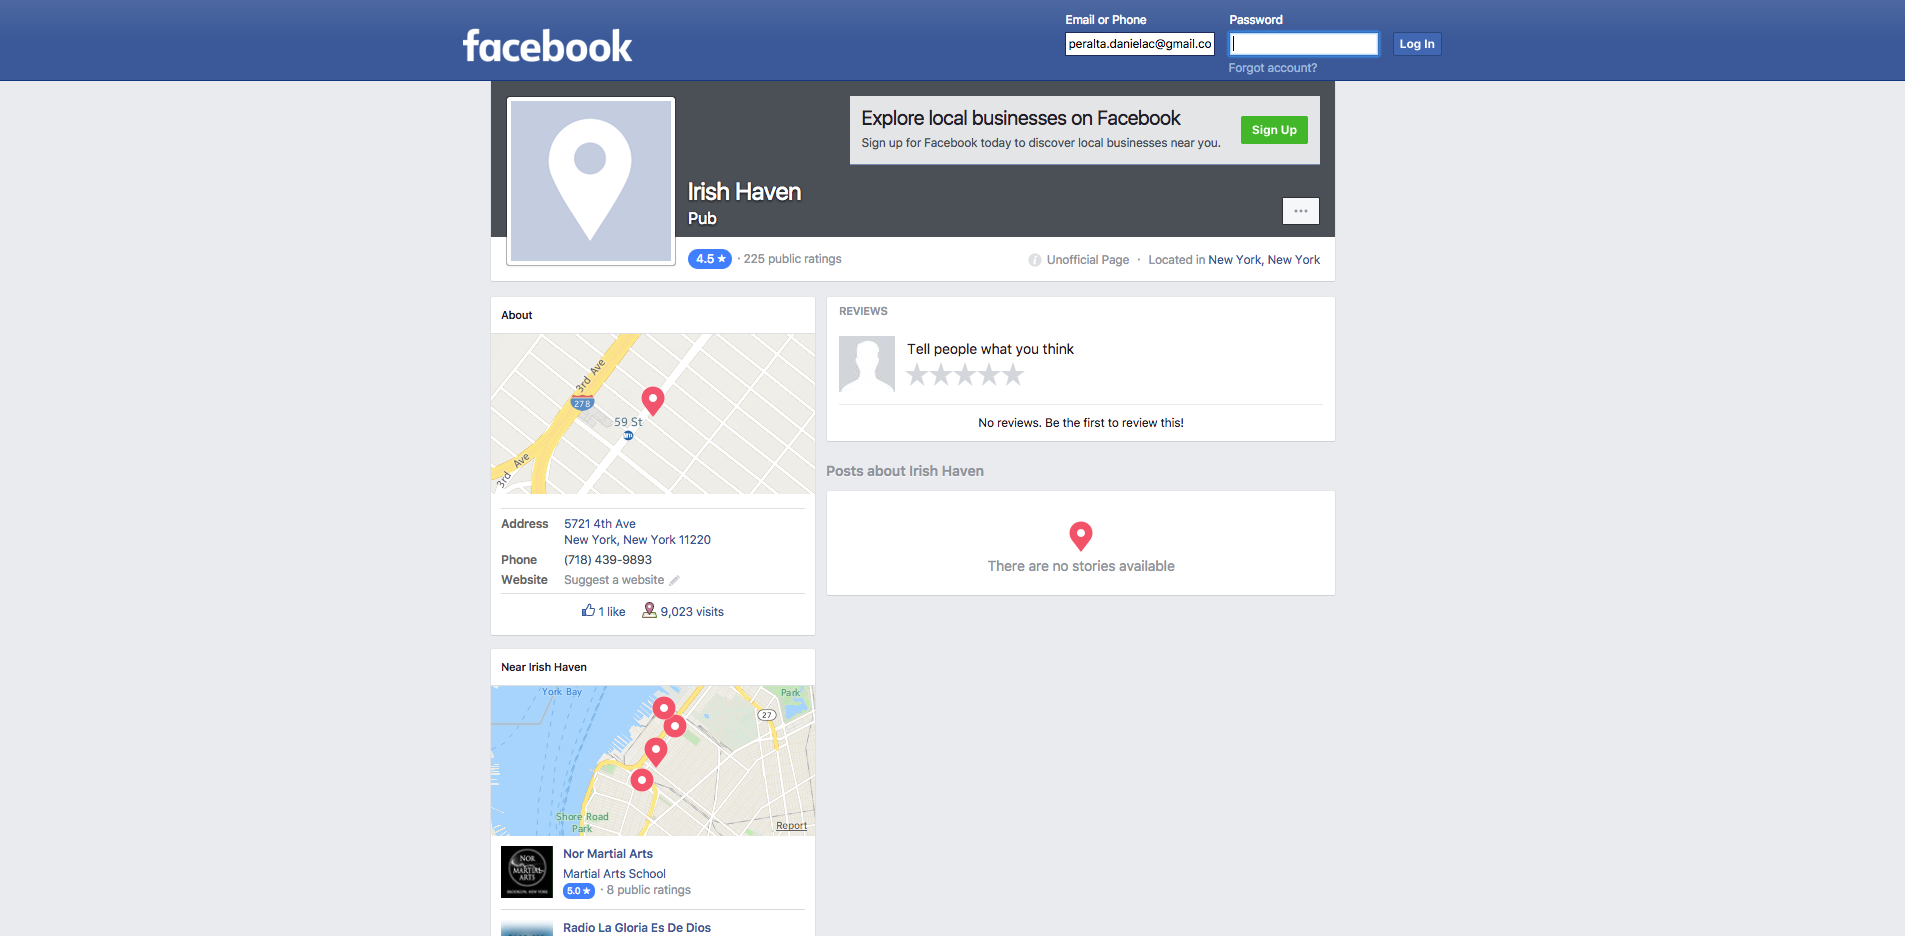 facebook
Email or Phone
Password
peralta.danielac@gmail.co
Log In
Forgot account?
Explore local businesses on Facebook
Sign up for Facebook today to discover local businesses near you.
Sign Up
Irish Haven
Pub
4.5 ★ · 225 public ratings
Unofficial Page · Located in New York, New York
About
3rd Ave
278
59 St
3rd Ave
Address 5721 4th Ave
New York, New York 11220
Phone (718) 439-9893
Website Suggest a website
1 like 9,023 visits
REVIEWS
Tell people what you think
No reviews. Be the first to review this!
Posts about Irish Haven
There are no stories available
Near Irish Haven
York Bay
Park
27
Shore Road
Park
Report
NOR
MARTIAL
ARTS
BROOKLYN, NEW YORK
Nor Martial Arts
Martial Arts School
5.0 ★ · 8 public ratings
Radio La Gloria Es De Dios